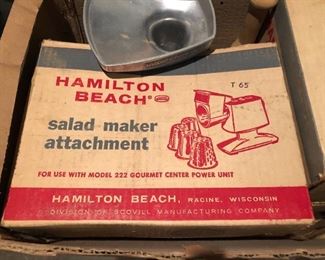 HAMILTON
BEACH®
T 65
salad maker
attachment
FOR USE WITH MODEL 222 GOURMET CENTER POWER UNIT
HAMILTON BEACH, RACINE, WISCONSIN
DIVISION OF SCOVILL MANUFACTURING COMPANY